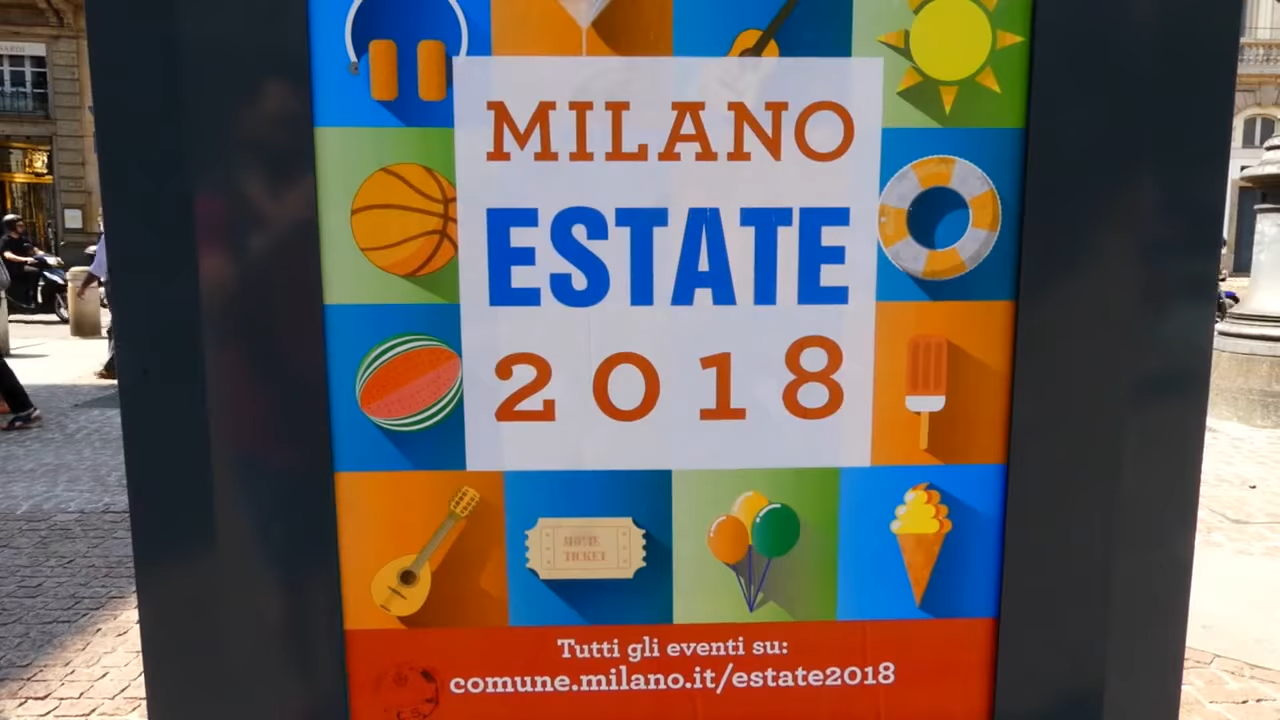 MILANO
ESTATE
2018
MOVIE
TICKET
Tutti gli eventi su:
comune.milano.it/estate2018